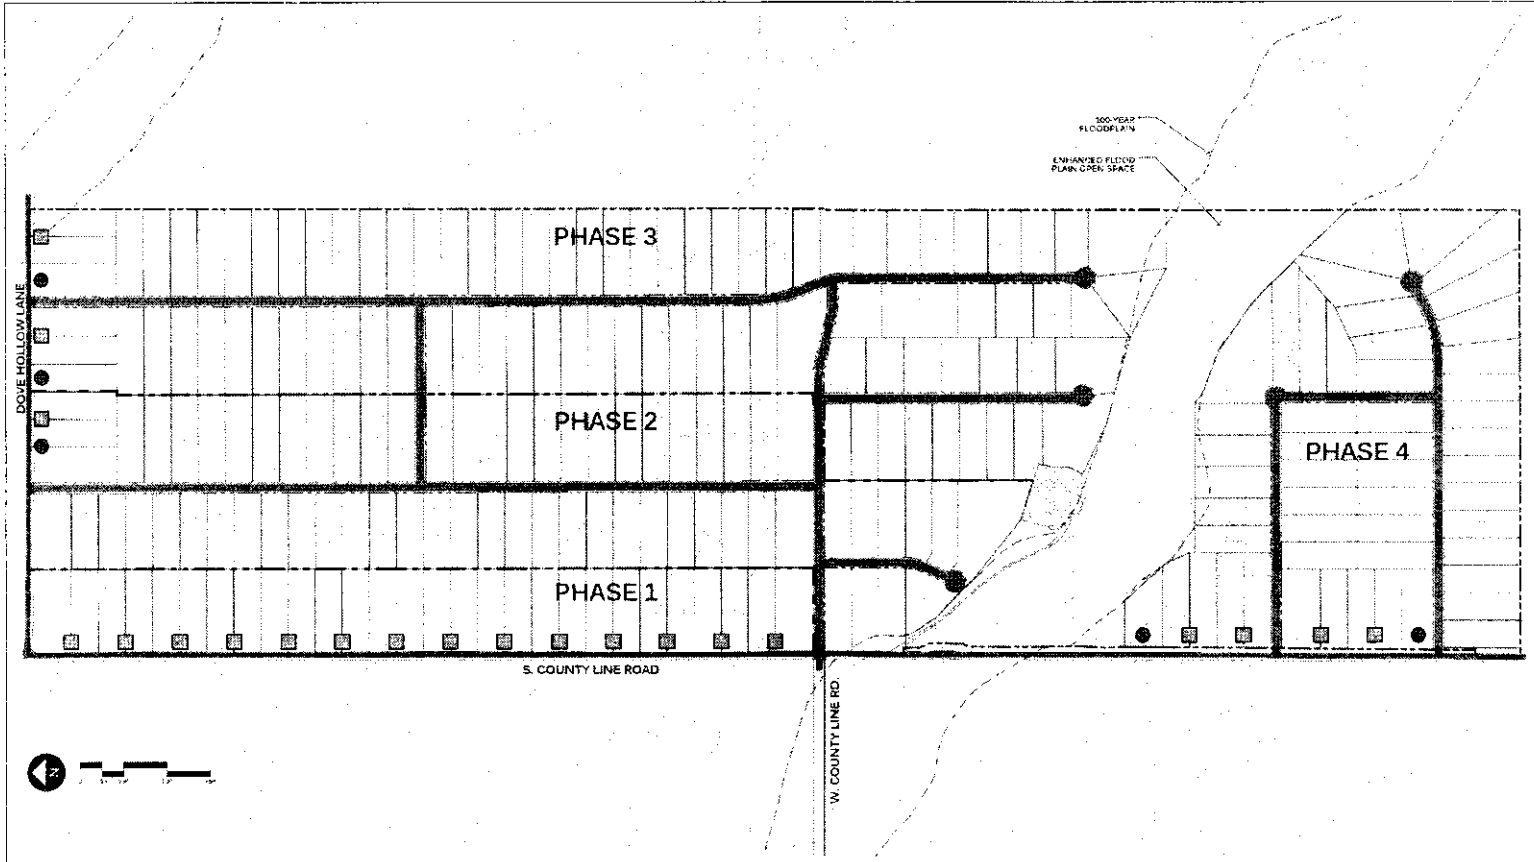 100-YEAR
FLOODPLAIN
ENHANCED FLOOD
PLAIN OPEN SPACE
PHASE 3
DOVE HOLLOW LANE
PHASE 2
PHASE 4
PHASE 1
S. COUNTY LINE ROAD
W. COUNTY LINE RD.
N